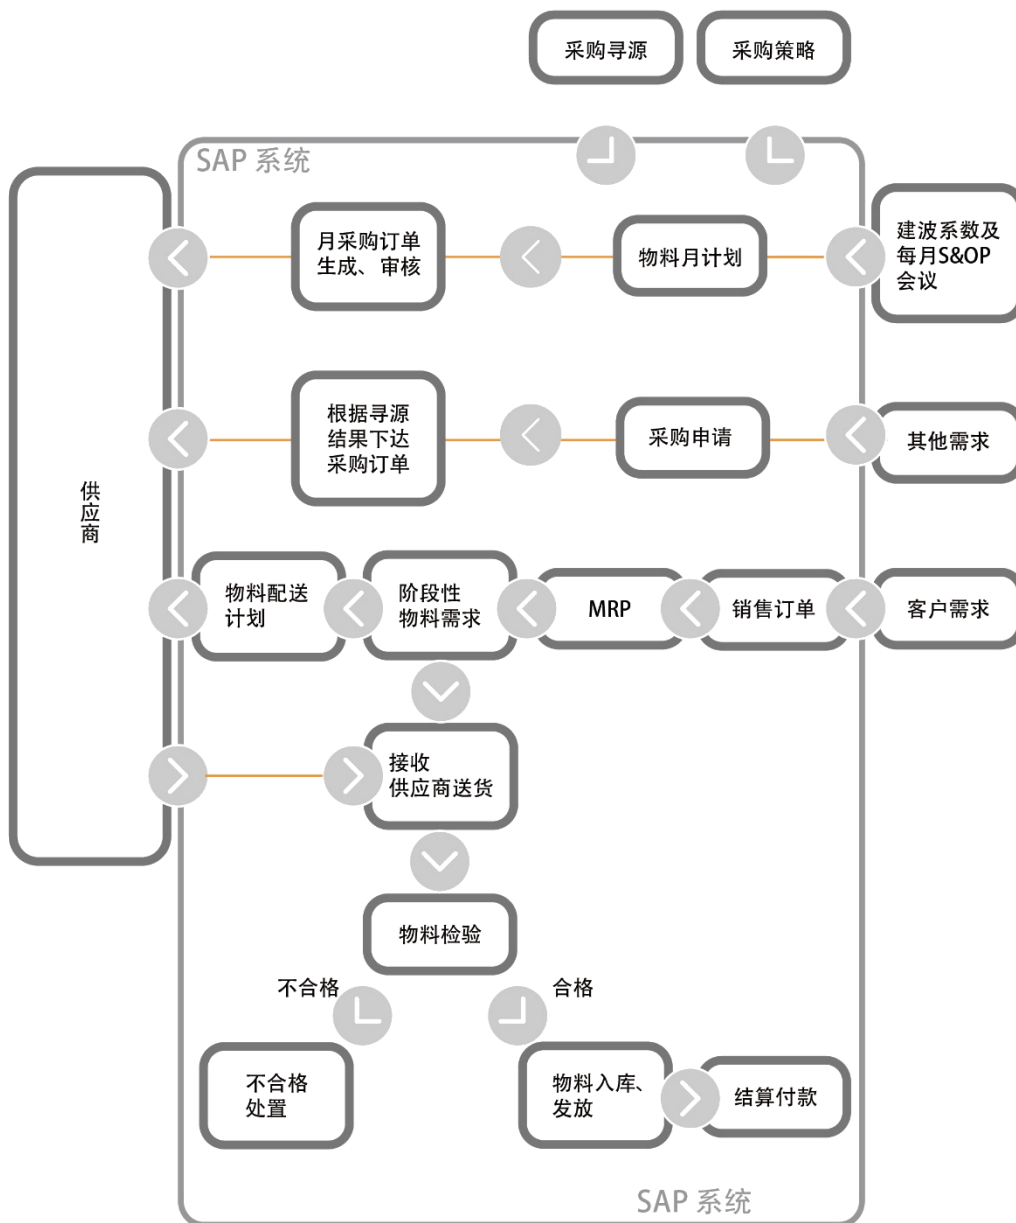 采购寻源
采购策略
SAP 系统
月采购订单
生成、审核
物料月计划
建波系数及
每月S&OP
会议
根据寻源
结果下达
采购订单
采购申请
其他需求
供应商
物料配送
计划
阶段性
物料需求
MRP
销售订单
客户需求
接收
供应商送货
物料检验
不合格
合格
不合格
处置
物料入库、
发放
结算付款
SAP 系统